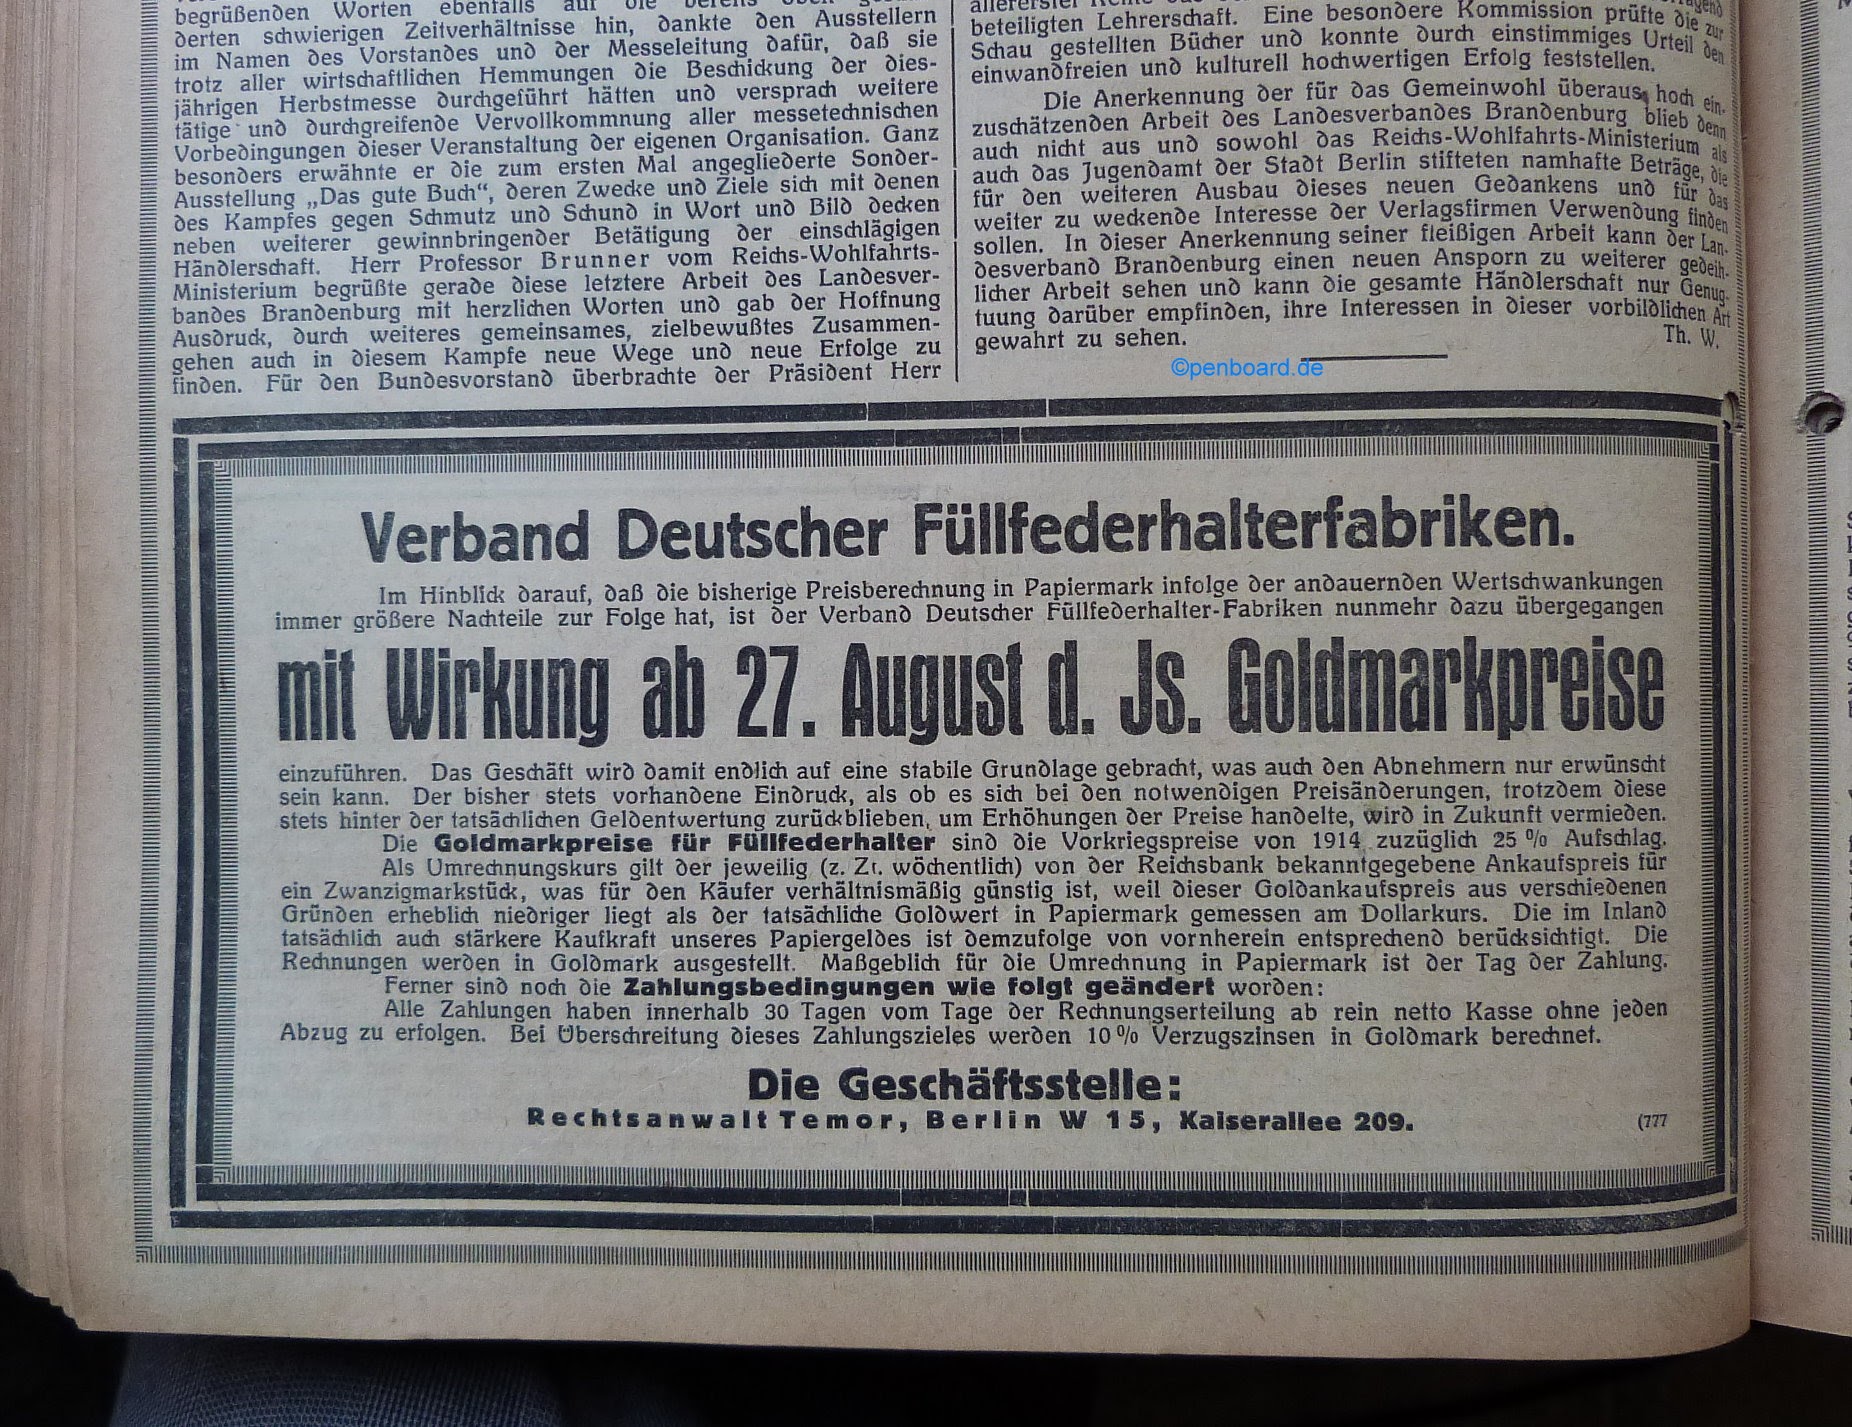 begrüßenden Worten ebenfalls auf die bereits oben
derten schwierigen Zeitverhältnisse hin, dankte den Ausstellern
im Namen des Vorstandes und der Messeleitung dafür, daß sie
trotz aller wirtschaftlichen Hemmungen die Beschickung der dies-
jährigen Herbstmesse durchgeführt hätten und versprach weitere
tätige und durchgreifende Vervollkommnung aller messetechnischen
Vorbedingungen dieser Veranstaltung der eigenen Organisation. Ganz
besonders erwähnte er die zum ersten Mal angegliederte Sonder-
Ausstellung „Das gute Buch“, deren Zwecke und Ziele sich mit denen
des Kampfes gegen Schmutz und Schund in Wort und Bild decken
neben weiterer gewinnbringender Betätigung der einschlägigen
Händlerschaft. Herr Professor Brunner vom Reichs-Wohlfahrts-
Ministerium begrüßte gerade diese letztere Arbeit des Landesver-
bandes Brandenburg mit herzlichen Worten und gab der Hoffnung
Ausdruck, durch weiteres gemeinsames, zielbewußtes Zusammen-
gehen auch in diesem Kampfe neue Wege und neue Erfolge zu
finden. Für den Bundesvorstand überbrachte der Präsident Herr
beteiligten Lehrerschaft. Eine besondere Kommission prüfte die zur
Schau gestellten Bücher und konnte durch einstimmiges Urteil den
einwandfreien und kulturell hochwertigen Erfolg feststellen.
Die Anerkennung der für das Gemeinwohl überaus hoch ein-
zuschätzenden Arbeit des Landesverbandes Brandenburg blieb denn
auch nicht aus und sowohl das Reichs-Wohlfahrts-Ministerium als
auch das Jugendamt der Stadt Berlin stifteten namhafte Beträge, die
für den weiteren Ausbau dieses neuen Gedankens und für das
weiter zu weckende Interesse der Verlagsfirmen Verwendung finden
sollen. In dieser Anerkennung seiner fleißigen Arbeit kann der Lan-
desverband Brandenburg einen neuen Ansporn zu weiterer gedeih-
licher Arbeit sehen und kann die gesamte Händlerschaft nur Genug-
tuung darüber empfinden, ihre Interessen in dieser vorbildlichen Art
gewahrt zu sehen. Th. W.
©penboard.de
Verband Deutscher Füllfederhalterfabriken.
Im Hinblick darauf, daß die bisherige Preisberechnung in Papiermark infolge der andauernden Wertschwankungen
immer größere Nachteile zur Folge hat, ist der Verband Deutscher Füllfederhalter-Fabriken nunmehr dazu übergegangen
mit Wirkung ab 27. August d. Js. Goldmarkpreise
einzuführen. Das Geschäft wird damit endlich auf eine stabile Grundlage gebracht, was auch den Abnehmern nur erwünscht
sein kann. Der bisher stets vorhandene Eindruck, als ob es sich bei den notwendigen Preisänderungen, trotzdem diese
stets hinter der tatsächlichen Geldentwertung zurückblieben, um Erhöhungen der Preise handelte, wird in Zukunft vermieden.
Die Goldmarkpreise für Füllfederhalter sind die Vorkriegspreise von 1914 zuzüglich 25% Aufschlag.
Als Umrechnungskurs gilt der jeweilig (z. Zt. wöchentlich) von der Reichsbank bekanntgegebene Ankaufspreis für
ein Zwanzigmarkstück, was für den Käufer verhältnismäßig günstig ist, weil dieser Goldankaufspreis aus verschiedenen
Gründen erheblich niedriger liegt als der tatsächliche Goldwert in Papiermark gemessen am Dollarkurs. Die im Inland
tatsächlich auch stärkere Kaufkraft unseres Papiergeldes ist demzufolge von vornherein entsprechend berücksichtigt. Die
Rechnungen werden in Goldmark ausgestellt. Maßgeblich für die Umrechnung in Papiermark ist der Tag der Zahlung.
Ferner sind noch die Zahlungsbedingungen wie folgt geändert worden:
Alle Zahlungen haben innerhalb 30 Tagen vom Tage der Rechnungserteilung ab rein netto Kasse ohne jeden
Abzug zu erfolgen. Bei Überschreitung dieses Zahlungszieles werden 10% Verzugszinsen in Goldmark berechnet.
Die Geschäftsstelle:
Rechtsanwalt Temor, Berlin W 15, Kaiserallee 209.
(777